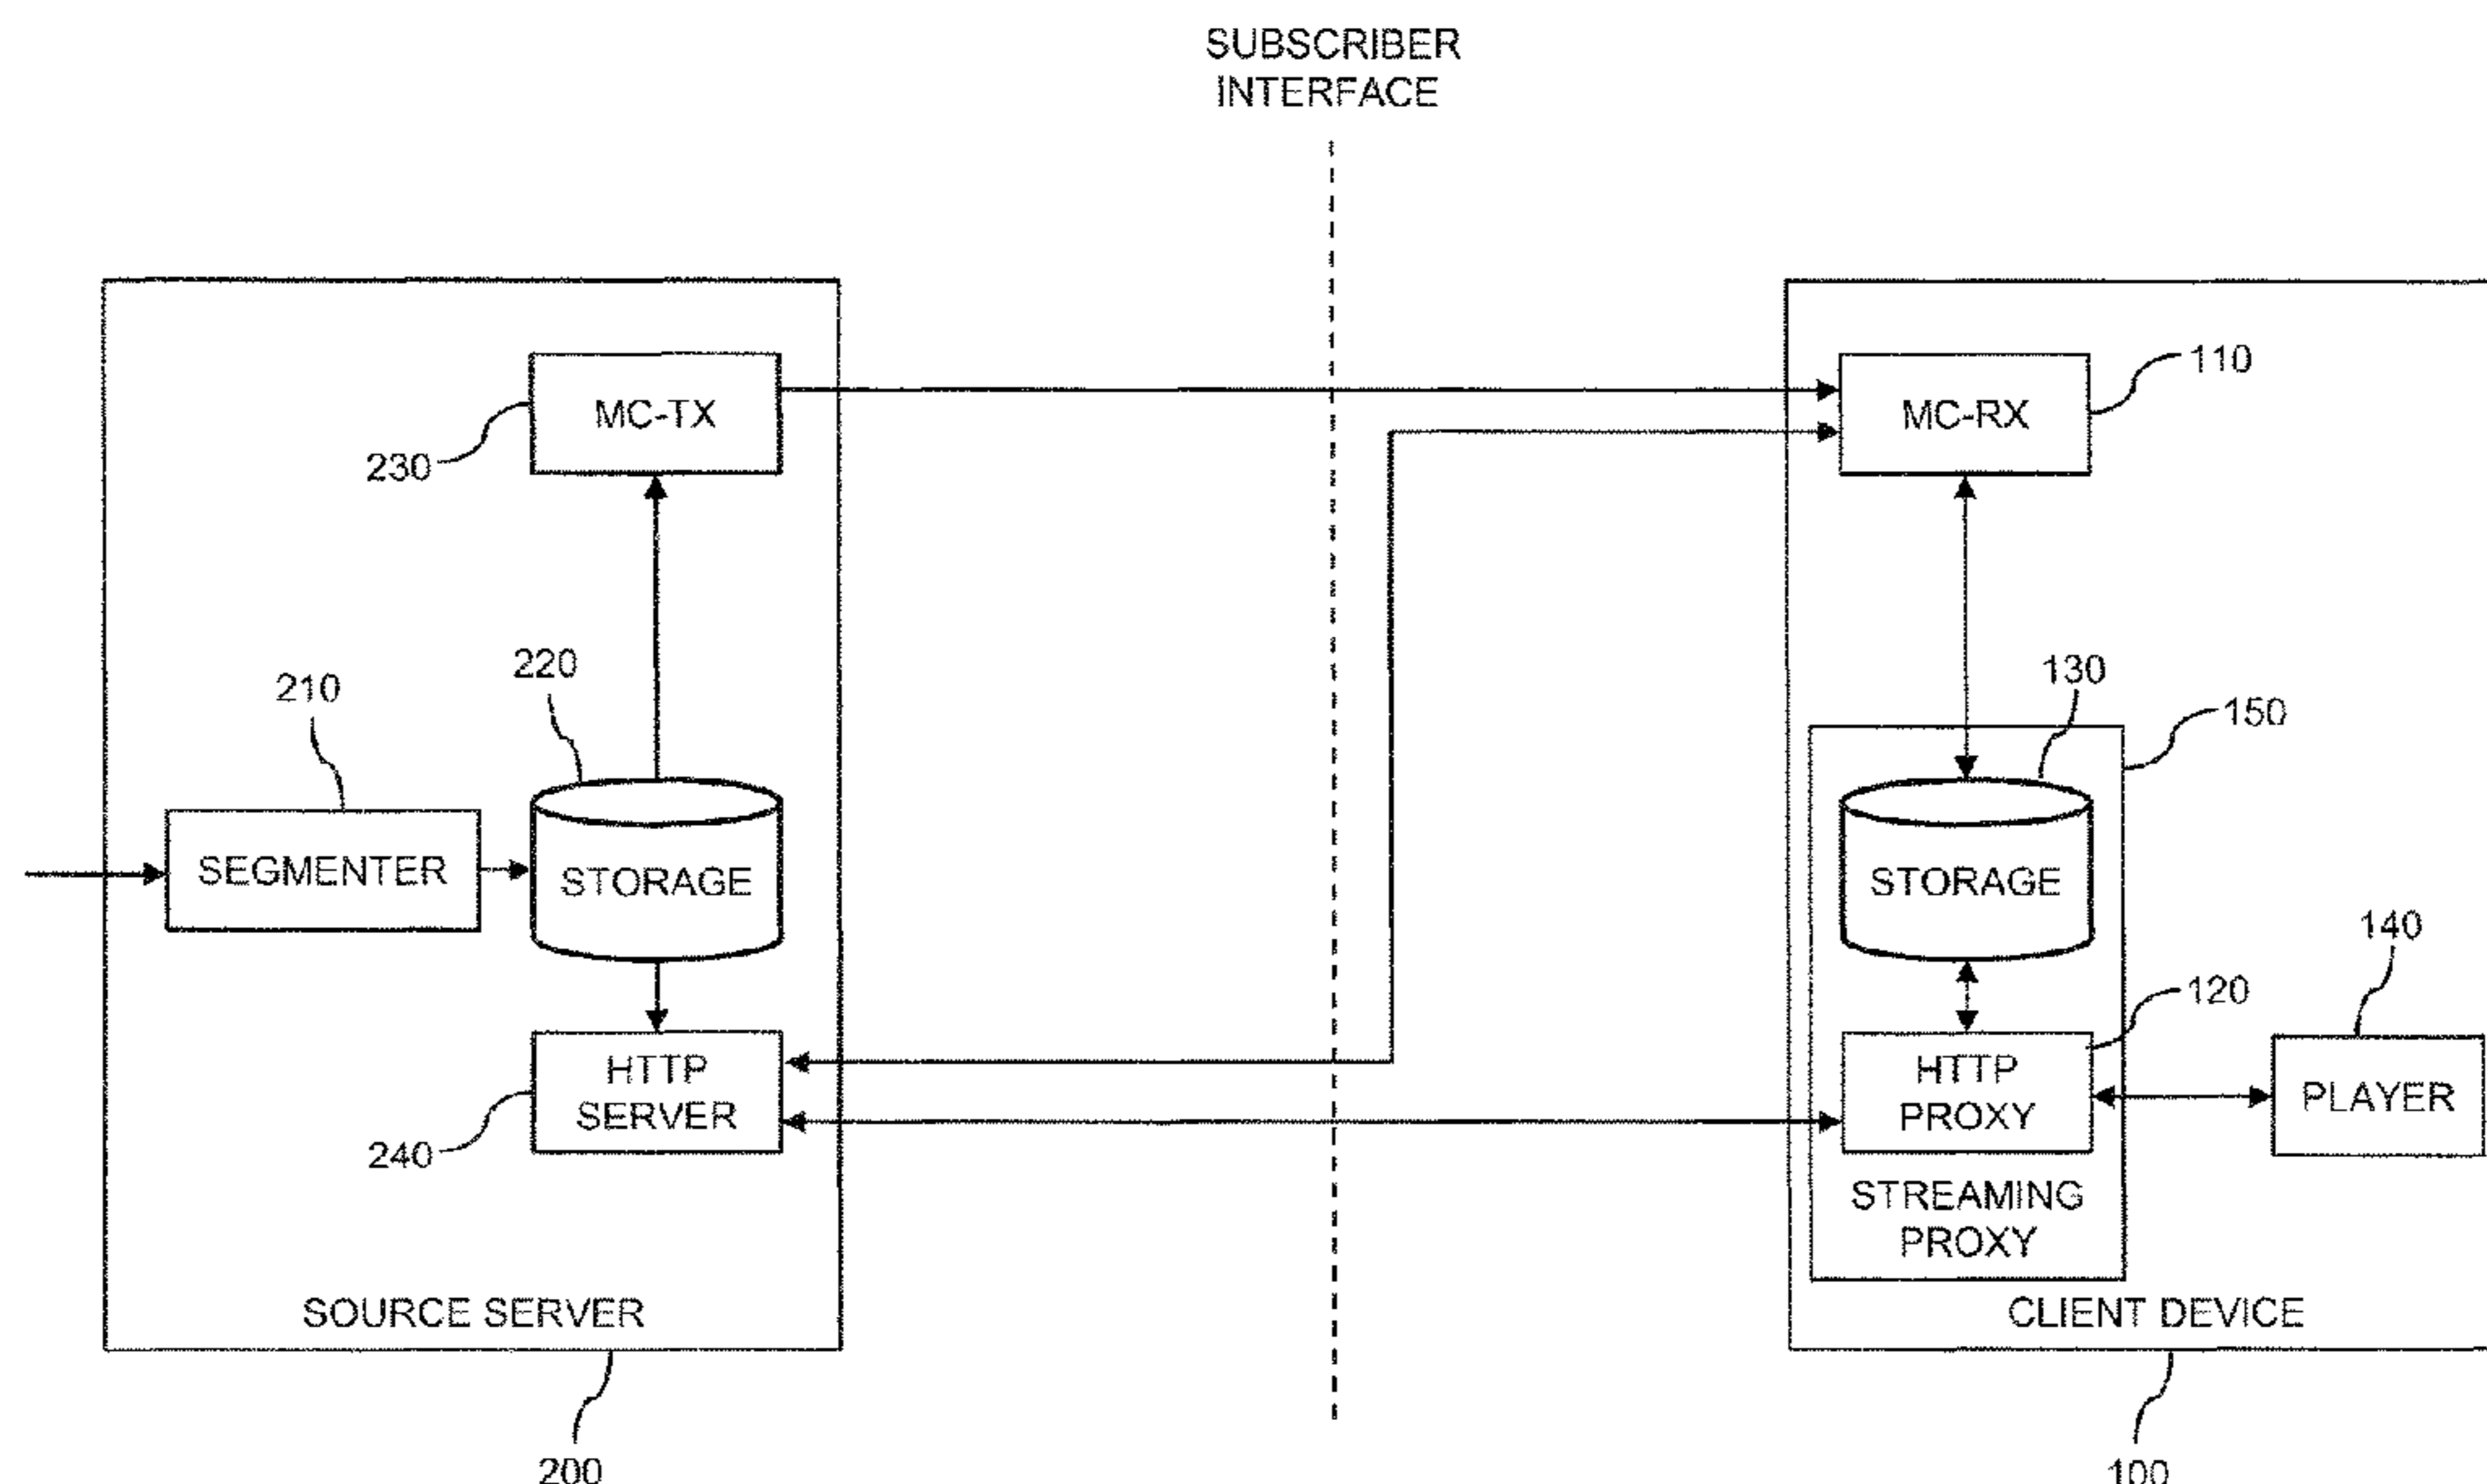 SUBSCRIBER
INTERFACE
MC-TX
230
MC-RX
110
210
220
SEGMENTER
STORAGE
HTTP
SERVER
240
130
150
STORAGE
140
120
HTTP
PROXY
PLAYER
STREAMING
PROXY
SOURCE SERVER
CLIENT DEVICE
200
100